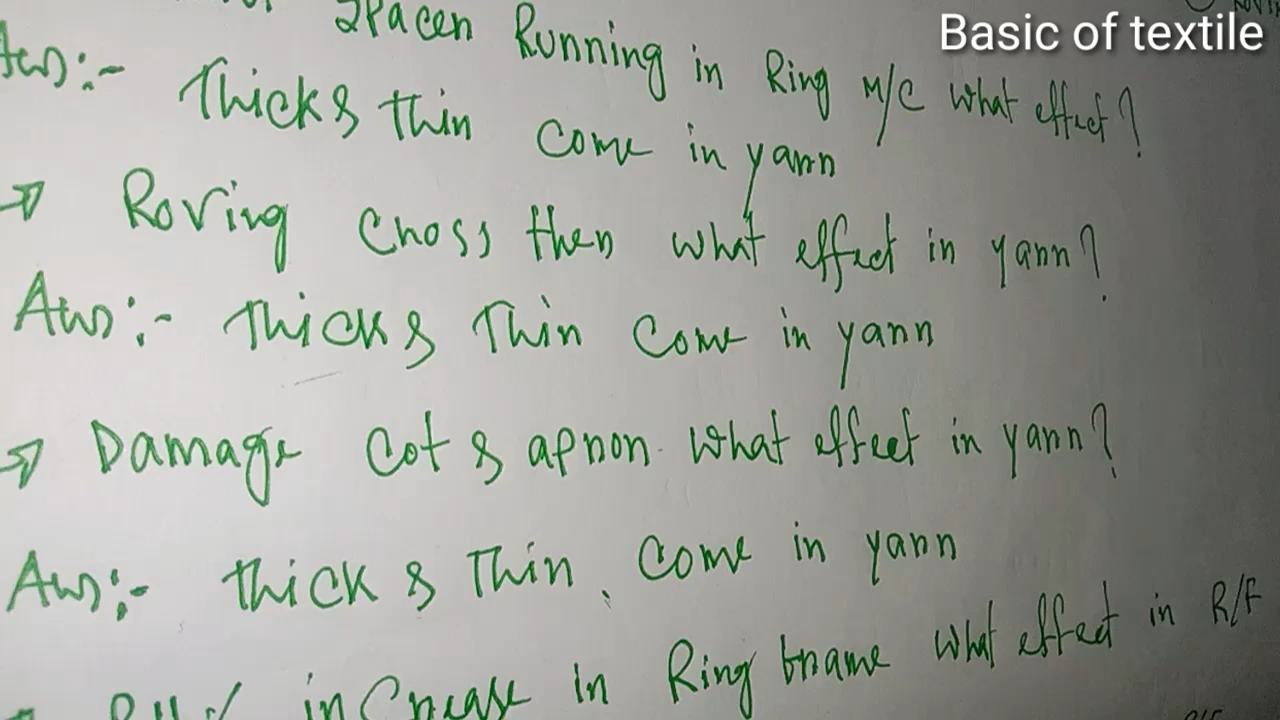 Basic of textile
spacer Running in Ring M/C what effect?
Ans:- Thick & thin come in yarn
→ Roving cross then what effect in yarn?
Ans:- Thick & Thin come in yarn
→ Damage cot & apron what effect in yarn?
Ans:- thick & Thin come in yarn
increase in Ring frame what effect in R/F